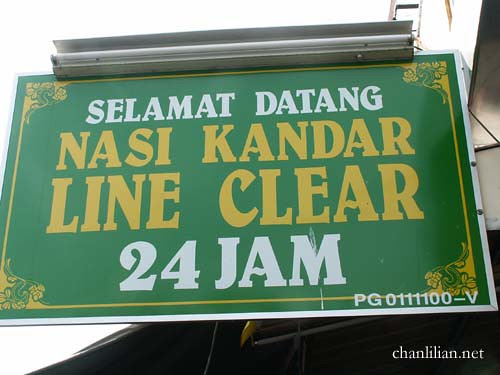 SELAMAT DATANG
NASI KANDAR
LINE CLEAR
24 JAM
PG 0111100-V
chanlilian.net